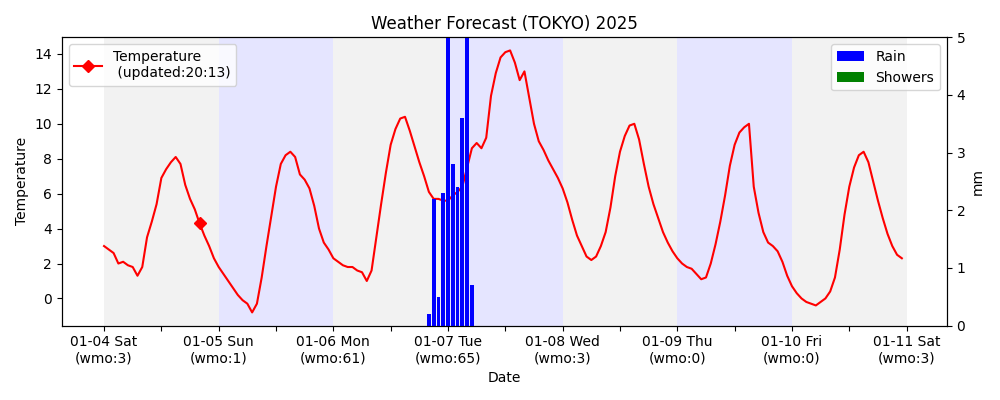 Weather Forecast (TOKYO) 2025
Temperature
(updated:20:13)
Rain
Showers
Temperature
14
12
10
8
6
4
2
0
5
4
3
2
1
0
mm
01-04 Sat
(wmo:3)
01-05 Sun
(wmo:1)
01-06 Mon
(wmo:61)
01-07 Tue
(wmo:65)
01-08 Wed
(wmo:3)
01-09 Thu
(wmo:0)
01-10 Fri
(wmo:0)
01-11 Sat
(wmo:3)
Date